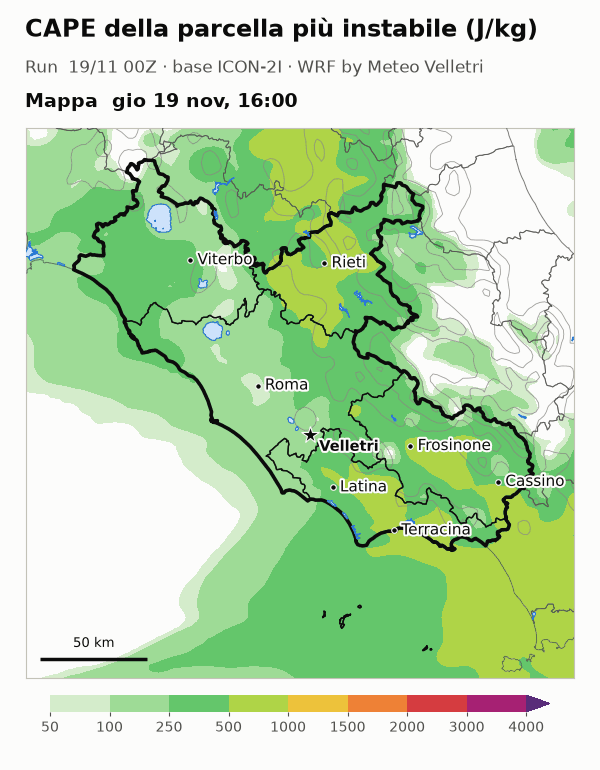 CAPE della parcella più instabile (J/kg)
Run  19/11 00Z · base ICON-2I · WRF by Meteo Velletri
Mappa  gio 19 nov, 16:00
Viterbo
Rieti
Roma
Velletri
Frosinone
Latina
Cassino
Terracina
50 km
50 100 250 500 1000 1500 2000 3000 4000